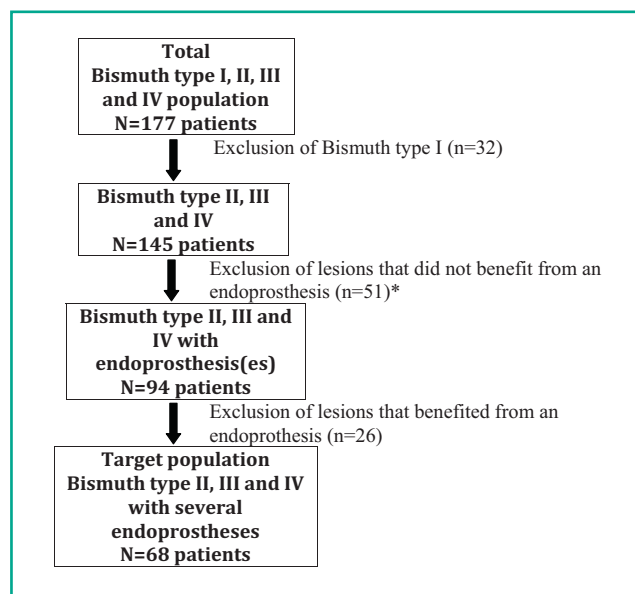 Total
Bismuth type I, II, III
and IV population
N=177 patients
Exclusion of Bismuth type I (n=32)
Bismuth type II, III
and IV
N=145 patients
Exclusion of lesions that did not benefit from an
endoprosthesis (n=51)*
Bismuth type II, III and
IV with
endoprosthesis(es)
N=94 patients
Exclusion of lesions that benefited from an
endoprothesis (n=26)
Target population
Bismuth type II, III and IV
with several
endoprostheses
N=68 patients